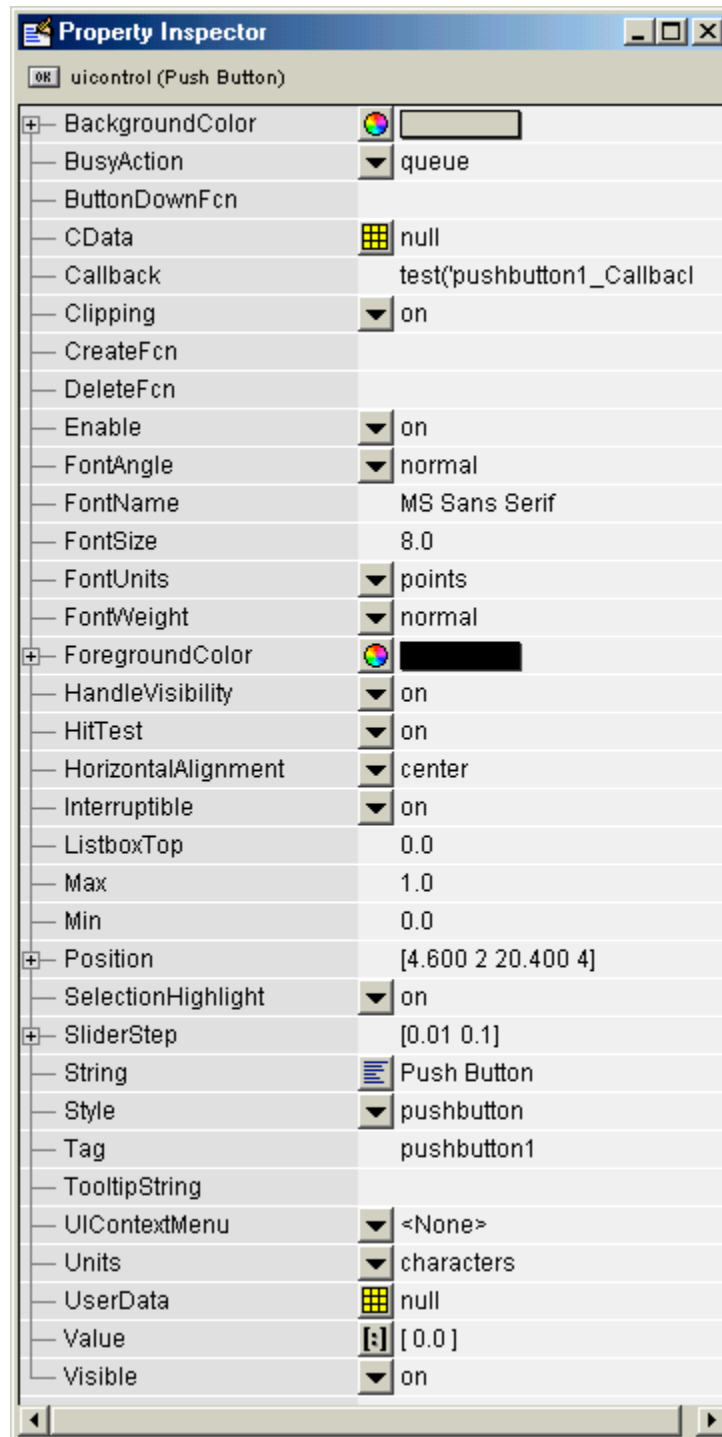 Property Inspector
OK uicontrol (Push Button)
BackgroundColor
BusyAction queue
ButtonDownFcn
CData null
Callback test('pushbutton1_Callbacl
Clipping on
CreateFcn
DeleteFcn
Enable on
FontAngle normal
FontName MS Sans Serif
FontSize 8.0
FontUnits points
FontWeight normal
ForegroundColor
HandleVisibility on
HitTest on
HorizontalAlignment center
Interruptible on
ListboxTop 0.0
Max 1.0
Min 0.0
Position [4.600 2 20.400 4]
SelectionHighlight on
SliderStep [0.01 0.1]
String Push Button
Style pushbutton
Tag pushbutton1
TooltipString
UIContextMenu <None>
Units characters
UserData null
Value [:] [ 0.0 ]
Visible on